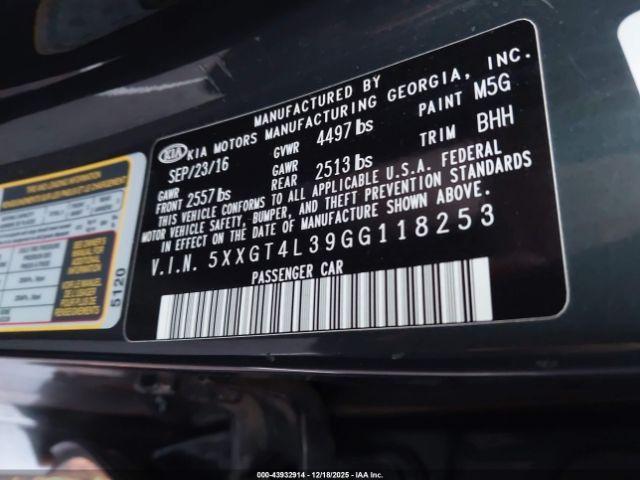 MANUFACTURED BY
KIA KIA MOTORS MANUFACTURING GEORGIA, INC.
SEP/23/16 GVWR 4497 lbs PAINT M5G
GAWR FRONT 2557 lbs GAWR REAR 2513 lbs TRIM BHH
THIS VEHICLE CONFORMS TO ALL APPLICABLE U.S.A. FEDERAL
MOTOR VEHICLE SAFETY, BUMPER, AND THEFT PREVENTION STANDARDS
IN EFFECT ON THE DATE OF MANUFACTURE SHOWN ABOVE.
V.I.N. 5XXGT4L39GG118253
PASSENGER CAR
5120
000-43932914 - 12/18/2025 - IAA, Inc.